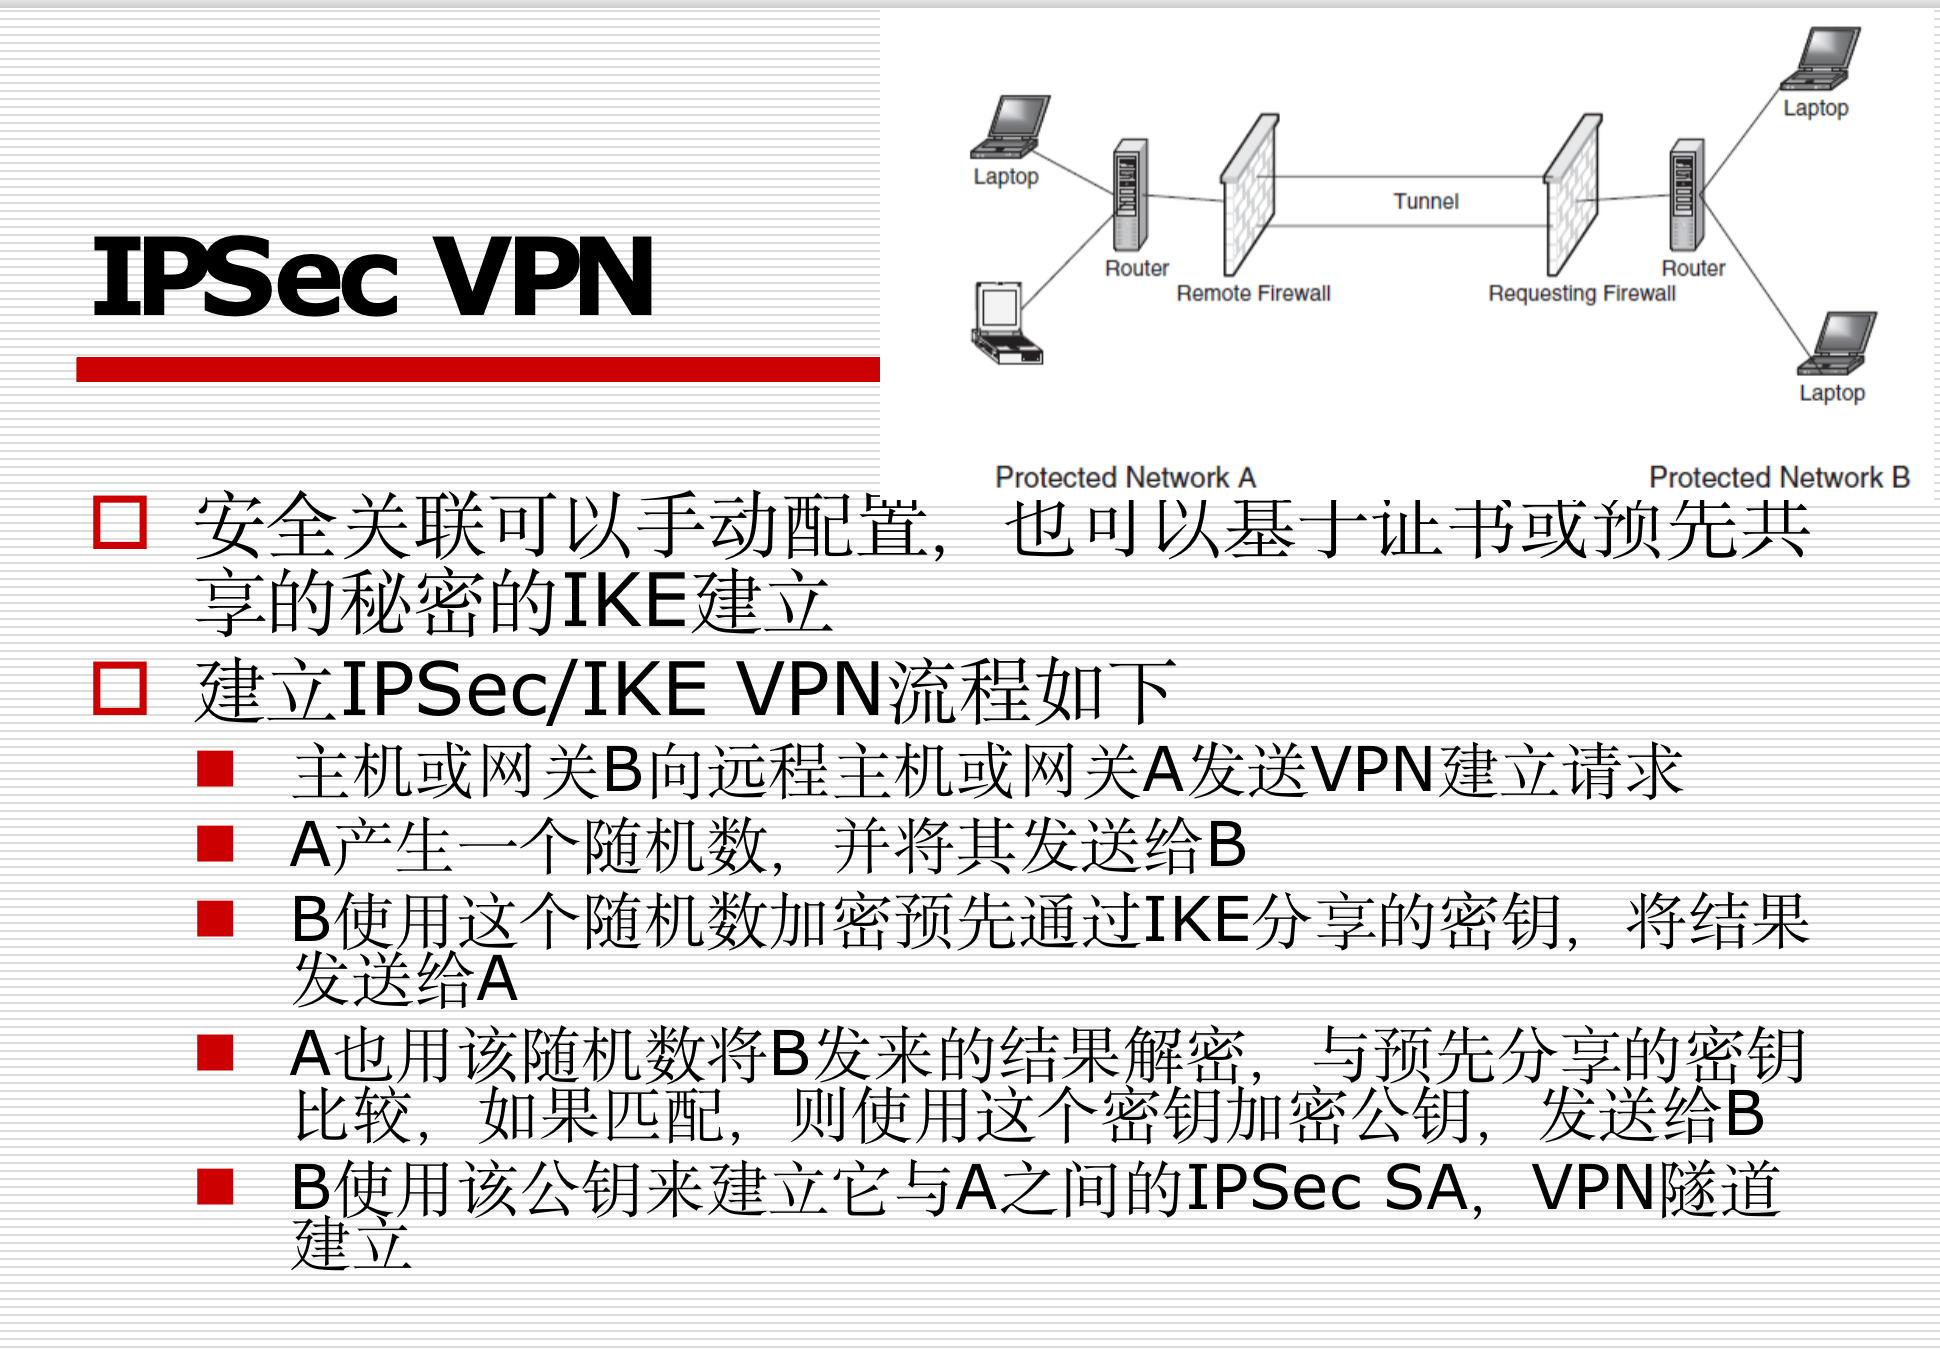 Laptop
Laptop
Tunnel
Router
Router
Remote Firewall
Requesting Firewall
Laptop
Protected Network A
Protected Network B
IPSec VPN
安全关联可以手动配置，也可以基于证书或预先共
享的秘密的IKE建立
建立IPSec/IKE VPN流程如下
主机或网关B向远程主机或网关A发送VPN建立请求
A产生一个随机数，并将其发送给B
B使用这个随机数加密预先通过IKE分享的密钥，将结果
发送给A
A也用该随机数将B发来的结果解密，与预先分享的密钥
比较，如果匹配，则使用这个密钥加密公钥，发送给B
B使用该公钥来建立它与A之间的IPSec SA，VPN隧道
建立